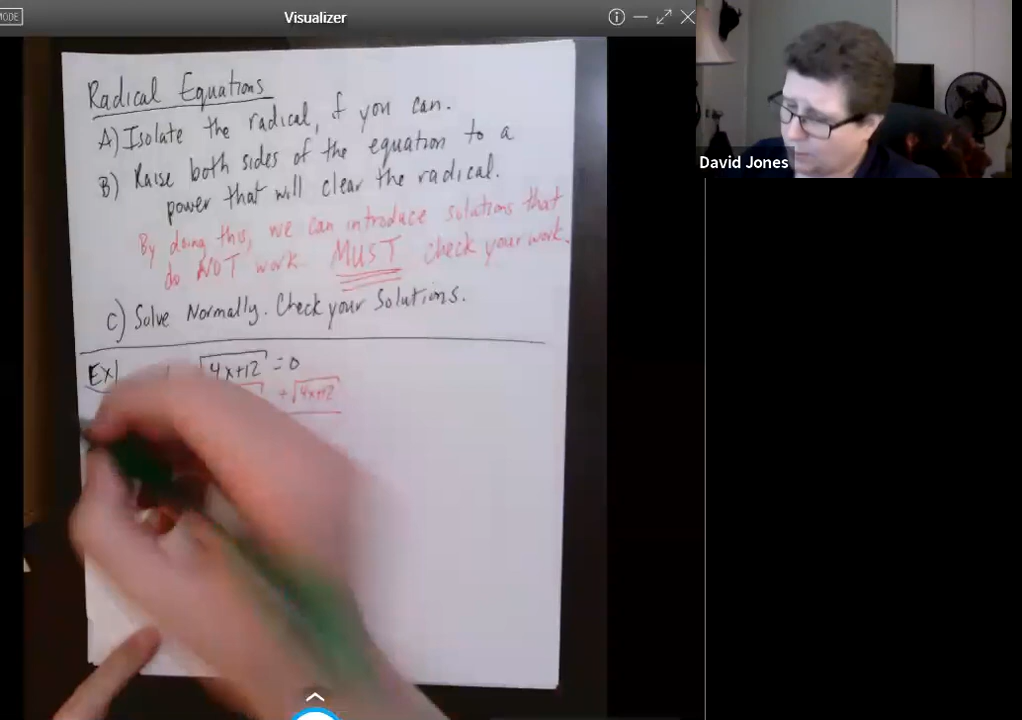 MODE
Visualizer
David Jones
Radical Equations
A) Isolate the radical, if you can.
B) Raise both sides of the equation to a
power that will clear the radical.
By doing this, we can introduce solutions that
do NOT work. MUST check your work.
C) Solve Normally. Check your Solutions.
Ex √4x+12 = 0
+√4x+12